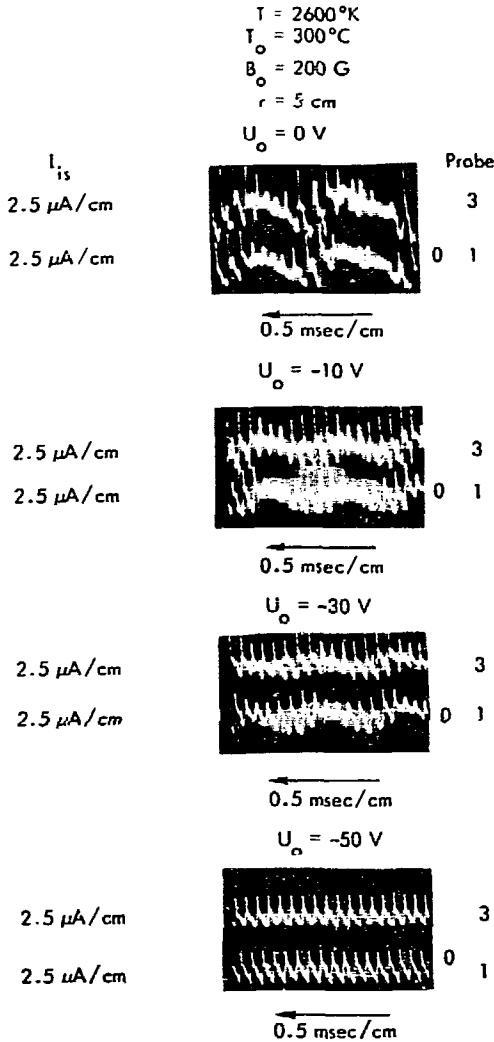 T = 2600°K
T_o = 300°C
B_o = 200 G
r = 5 cm
U_o = 0 V
I_is Probe
2.5 μA/cm 3
2.5 μA/cm 0 1
0.5 msec/cm
U_o = -10 V
2.5 μA/cm 3
2.5 μA/cm 0 1
0.5 msec/cm
U_o = -30 V
2.5 μA/cm 3
2.5 μA/cm 0 1
0.5 msec/cm
U_o = -50 V
2.5 μA/cm 3
2.5 μA/cm 0 1
0.5 msec/cm